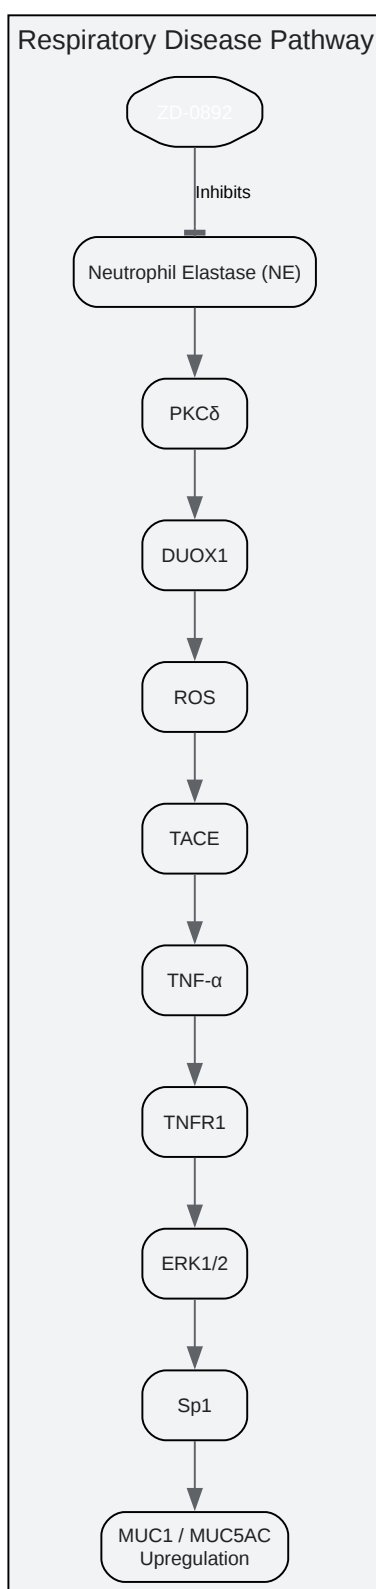 Respiratory Disease Pathway
ZD-0892
Inhibits
Neutrophil Elastase (NE)
PKCδ
DUOX1
ROS
TACE
TNF-α
TNFR1
ERK1/2
Sp1
MUC1 / MUC5AC
Upregulation